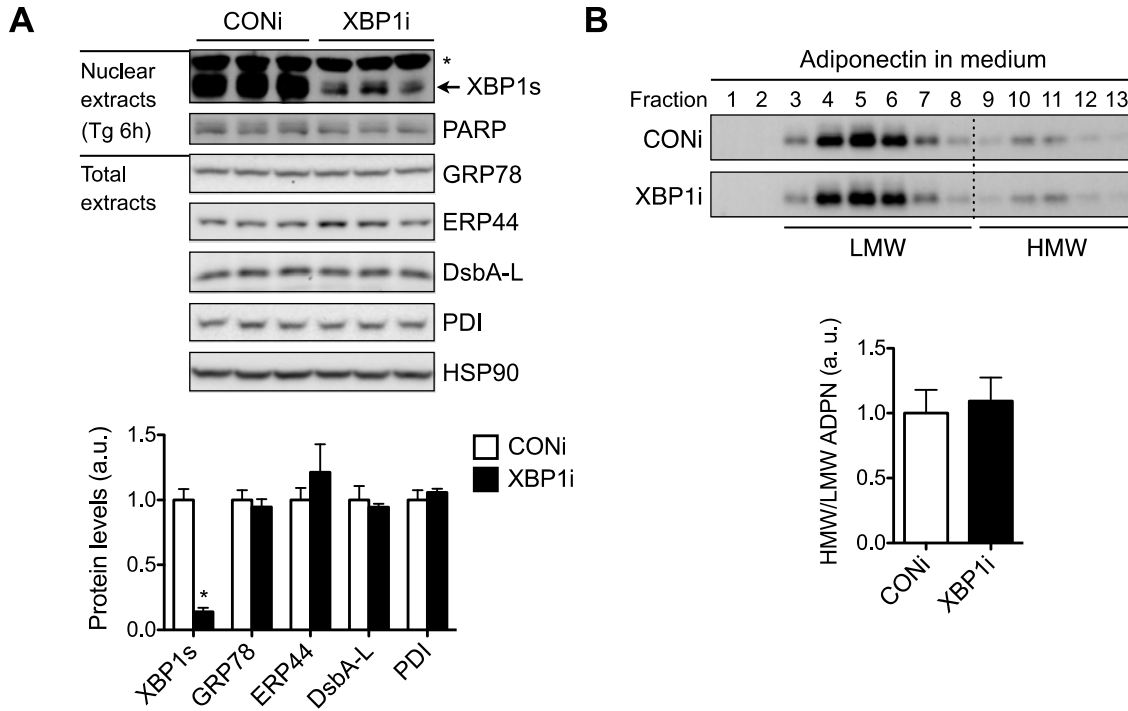 A
CONi XBP1i
Nuclear
extracts
(Tg 6h)
*
XBP1s
PARP
Total
extracts
GRP78
ERP44
DsbA-L
PDI
HSP90
Protein levels (a.u.)
1.5
1.0
0.5
0.0
*
CONi
XBP1i
XBP1s
GRP78
ERP44
DsbA-L
PDI
B
Adiponectin in medium
Fraction 1 2 3 4 5 6 7 8 9 10 11 12 13
CONi
XBP1i
LMW HMW
HMW/LMW ADPN (a. u.)
1.5
1.0
0.5
0.0
CONi
XBP1i